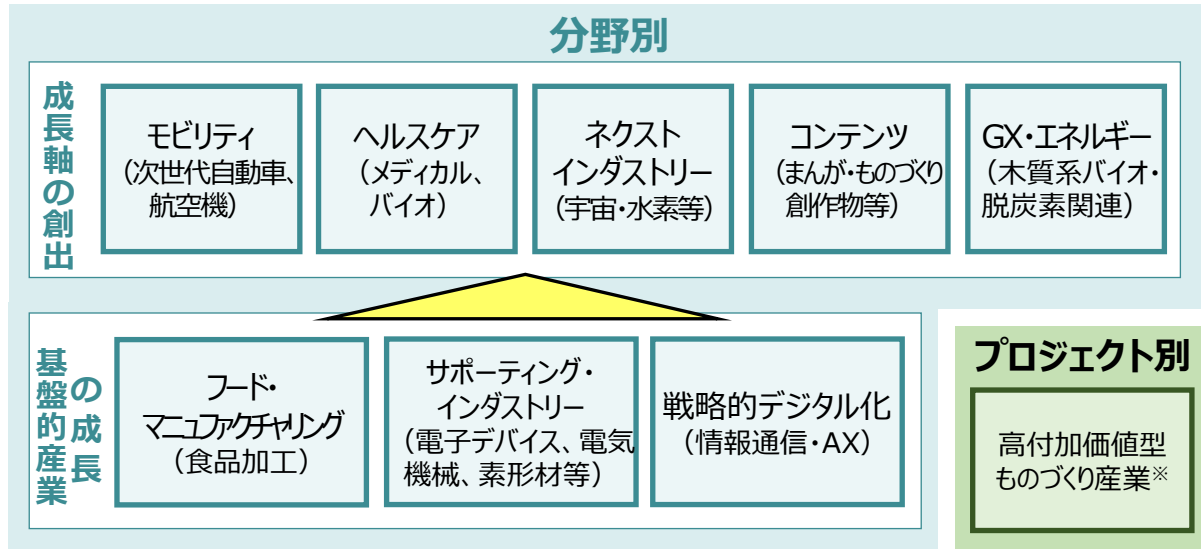 分野別
成長軸の創出
モビリティ
(次世代自動車、
航空機)
ヘルスケア
(メディカル、
バイオ)
ネクスト
インダストリー
(宇宙・水素等)
コンテンツ
(まんが・ものづくり
創作物等)
GX・エネルギー
(木質系バイオ・
脱炭素関連)
基盤的産業
の成長
フード・
マニュファクチャリング
(食品加工)
サポーティング・
インダストリー
(電子デバイス、電気
機械、素形材等)
戦略的デジタル化
(情報通信・AX)
プロジェクト別
高付加価値型
ものづくり産業※